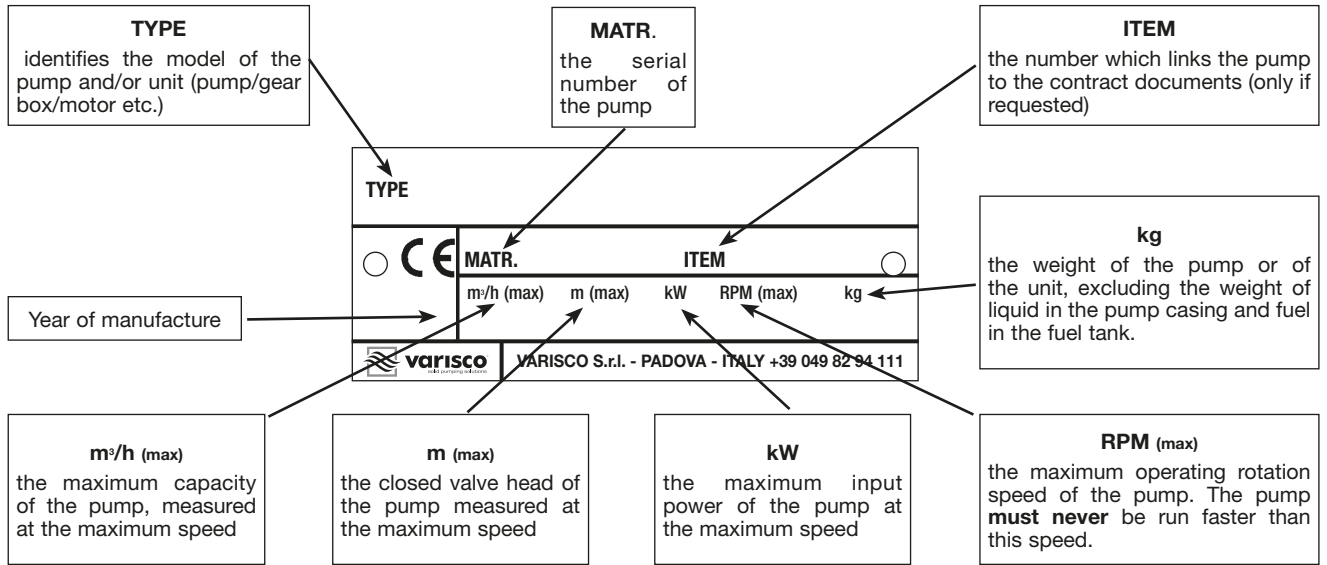 TYPE
identifies the model of the
pump and/or unit (pump/gear
box/motor etc.)
MATR.
the serial
number of
the pump
ITEM
the number which links the pump
to the contract documents (only if
requested)
TYPE
MATR.
ITEM
m³/h (max) m (max) kW RPM (max) kg
Year of manufacture
kg
the weight of the pump or of
the unit, excluding the weight of
liquid in the pump casing and fuel
in the fuel tank.
varisco
solid pumping solutions
VARISCO S.r.l. - PADOVA - ITALY +39 049 82 94 111
m³/h (max)
the maximum capacity
of the pump, measured
at the maximum speed
m (max)
the closed valve head of
the pump measured at
the maximum speed
kW
the maximum input
power of the pump at
the maximum speed
RPM (max)
the maximum operating rotation
speed of the pump. The pump
must never be run faster than
this speed.